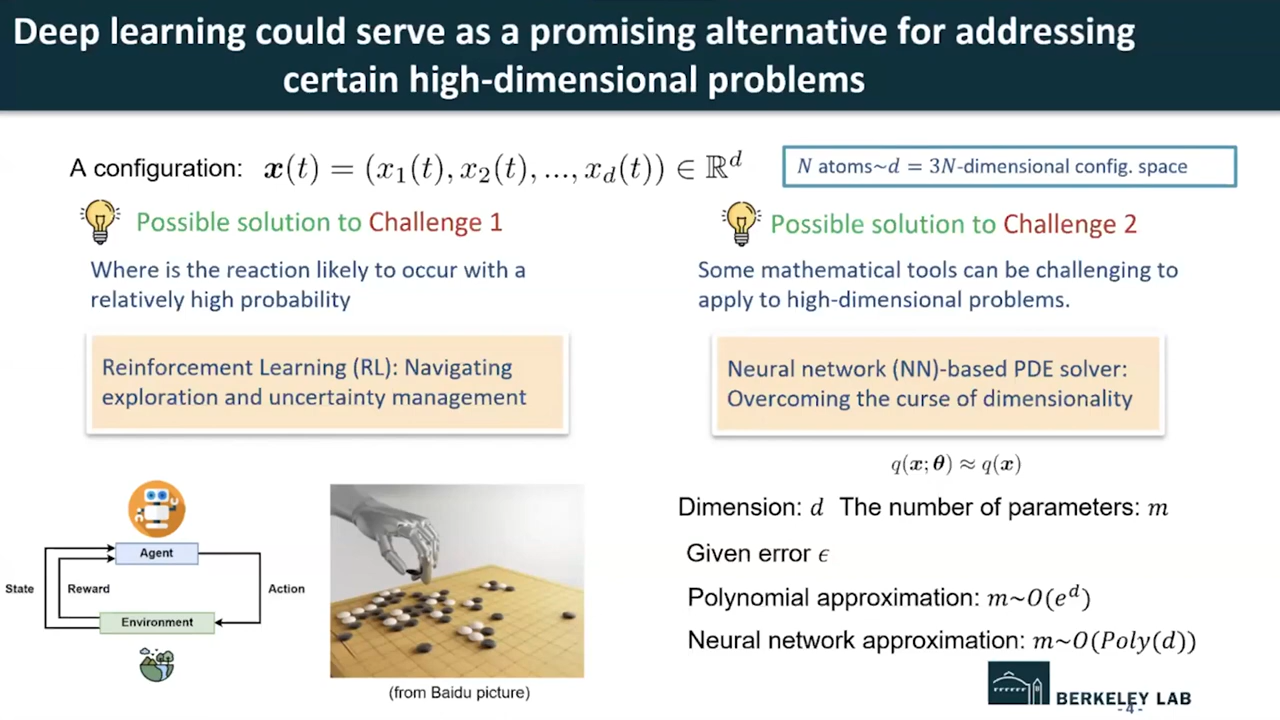 Deep learning could serve as a promising alternative for addressing
certain high-dimensional problems
A configuration: 𝒙(t) = (x₁(t), x₂(t), ..., x_d(t)) ∈ ℝᵈ
N atoms~d = 3N-dimensional config. space
Possible solution to Challenge 1
Where is the reaction likely to occur with a
relatively high probability
Reinforcement Learning (RL): Navigating
exploration and uncertainty management
State
Reward
Agent
Action
Environment
(from Baidu picture)
Possible solution to Challenge 2
Some mathematical tools can be challenging to
apply to high-dimensional problems.
Neural network (NN)-based PDE solver:
Overcoming the curse of dimensionality
q(𝒙; 𝜽) ≈ q(𝒙)
Dimension: d The number of parameters: m
Given error ϵ
Polynomial approximation: m~O(eᵈ)
Neural network approximation: m~O(Poly(d))
BERKELEY LAB
- 4 -